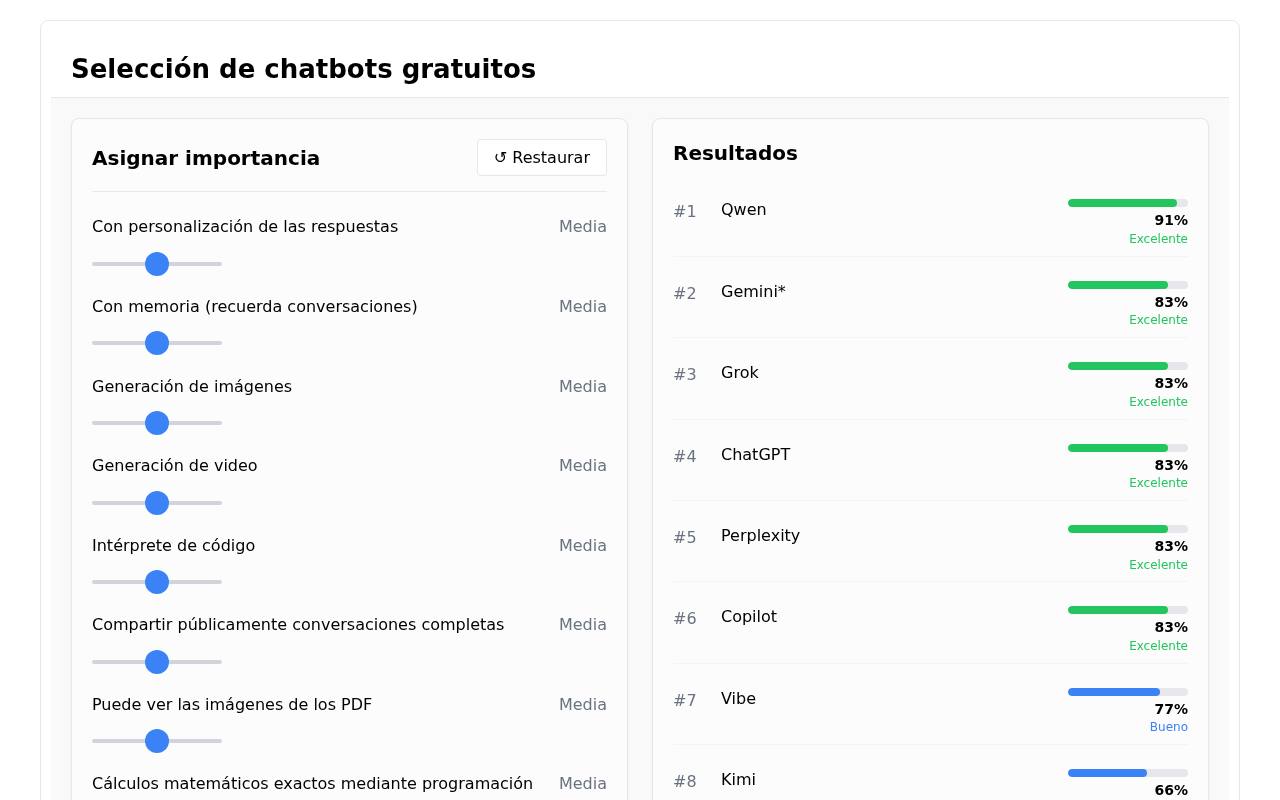 Selección de chatbots gratuitos
Asignar importancia
↺ Restaurar
Con personalización de las respuestas Media
Con memoria (recuerda conversaciones) Media
Generación de imágenes Media
Generación de video Media
Intérprete de código Media
Compartir públicamente conversaciones completas Media
Puede ver las imágenes de los PDF Media
Cálculos matemáticos exactos mediante programación Media
Resultados
#1 Qwen 91%
Excelente
#2 Gemini* 83%
Excelente
#3 Grok 83%
Excelente
#4 ChatGPT 83%
Excelente
#5 Perplexity 83%
Excelente
#6 Copilot 83%
Excelente
#7 Vibe 77%
Bueno
#8 Kimi 66%